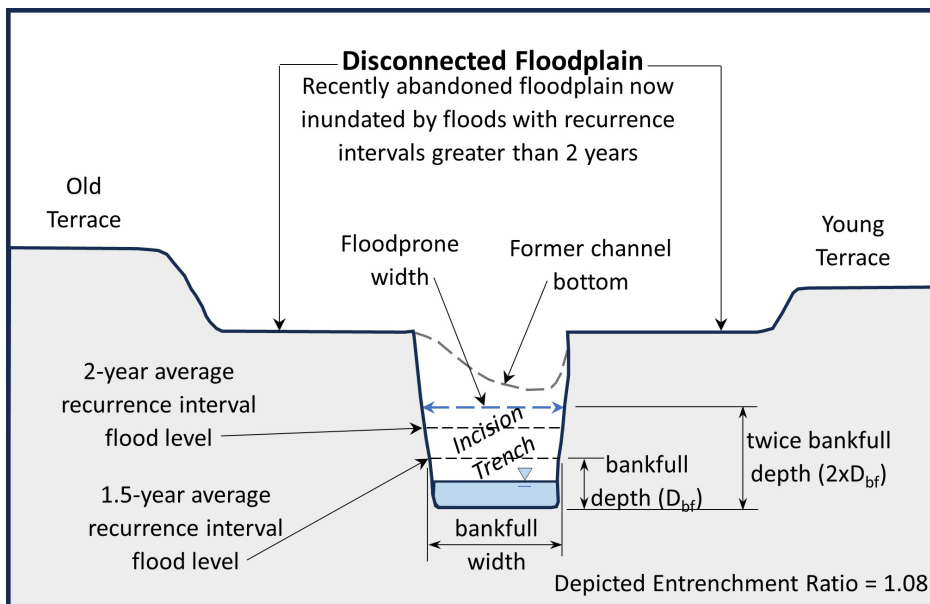 Disconnected Floodplain
Recently abandoned floodplain now
inundated by floods with recurrence
intervals greater than 2 years
Old
Terrace
Young
Terrace
Floodprone
width
Former channel
bottom
2-year average
recurrence interval
flood level
Incision
Trench
twice bankfull
depth (2xD_bf)
bankfull
depth (D_bf)
1.5-year average
recurrence interval
flood level
bankfull
width
Depicted Entrenchment Ratio = 1.08